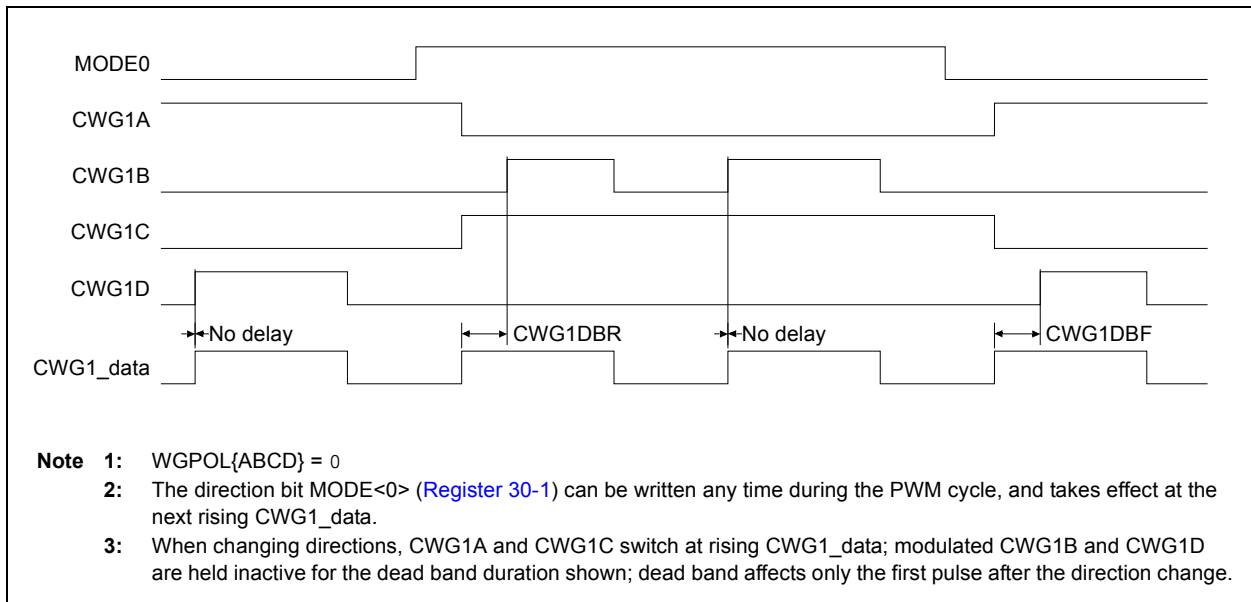 MODE0
CWG1A
CWG1B
CWG1C
CWG1D
No delay CWG1DBR No delay CWG1DBF
CWG1_data
Note 1: WGPOL{ABCD} = 0
2: The direction bit MODE<0> (Register 30-1) can be written any time during the PWM cycle, and takes effect at the
next rising CWG1_data.
3: When changing directions, CWG1A and CWG1C switch at rising CWG1_data; modulated CWG1B and CWG1D
are held inactive for the dead band duration shown; dead band affects only the first pulse after the direction change.